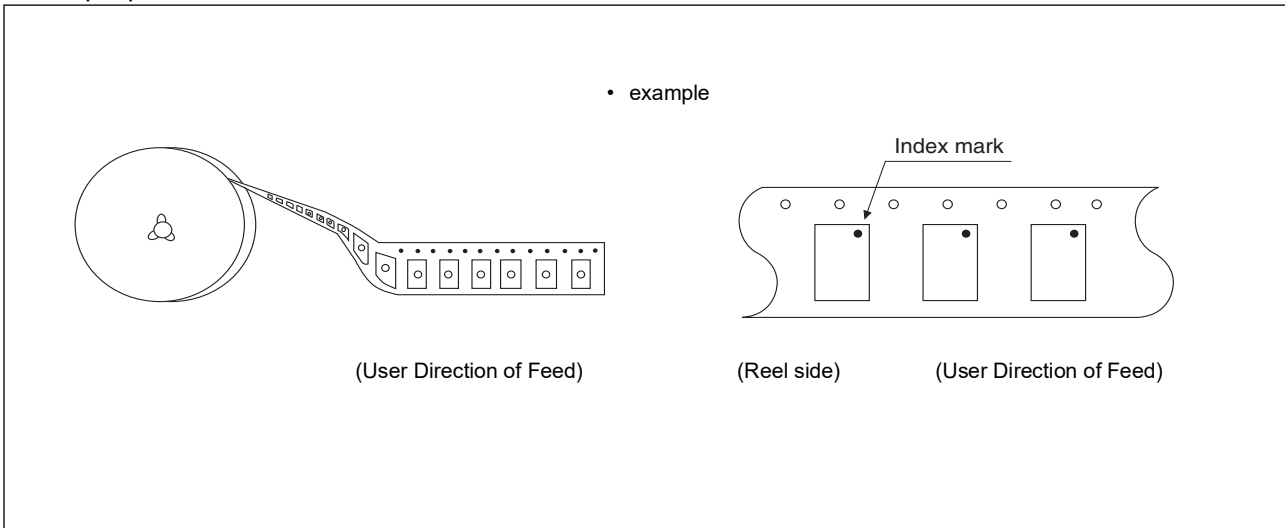 • example
Index mark
(User Direction of Feed)
(Reel side)
(User Direction of Feed)